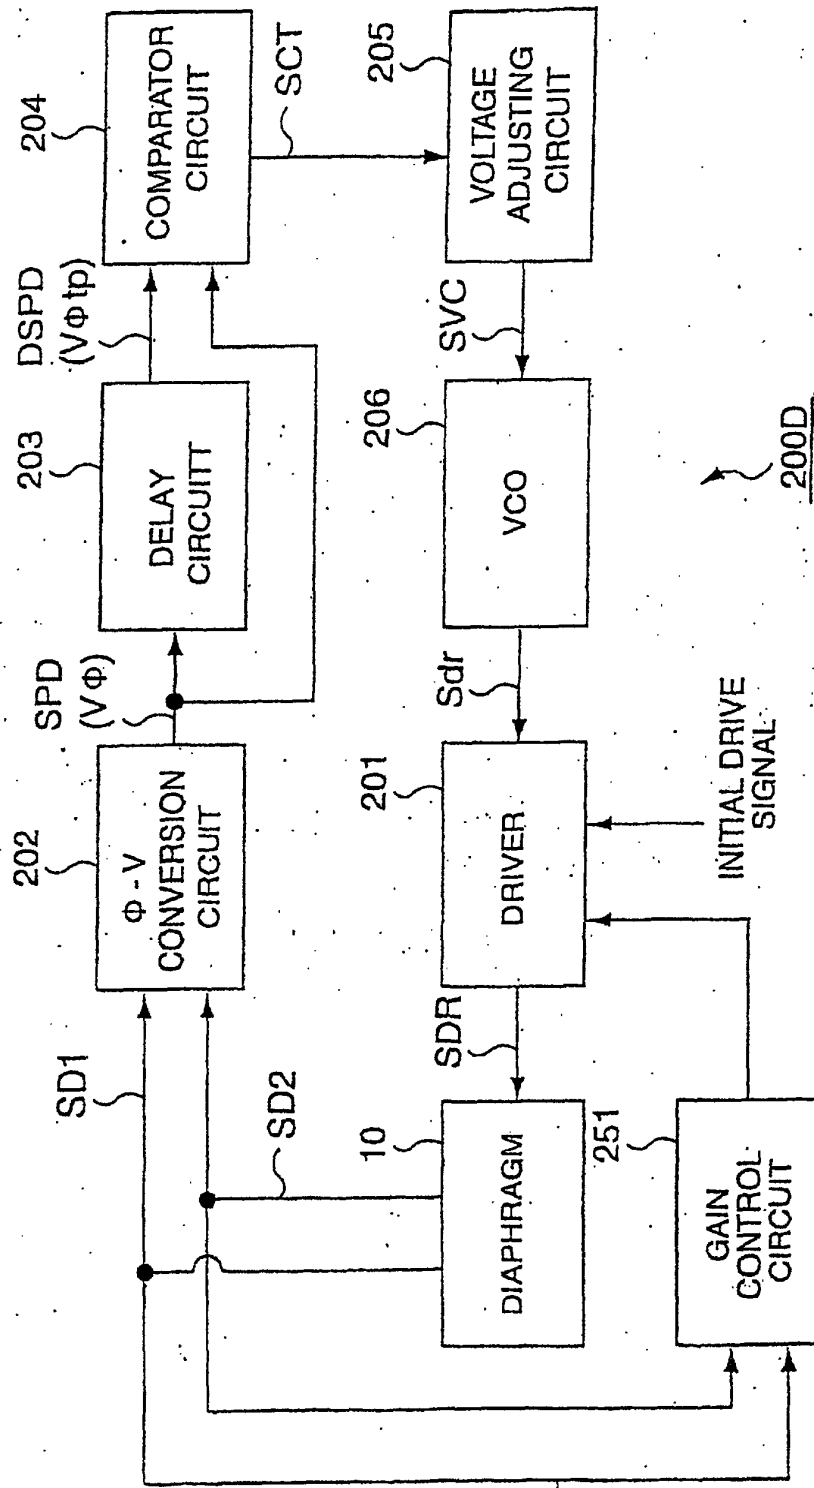 SD1
SD2
202
Φ - V
CONVERSION
CIRCUIT
SPD
(VΦ)
203
DELAY
CIRCUITT
DSPD
(VΦtp)
204
COMPARATOR
CIRCUIT
SCT
10
DIAPHRAGM
SDR
201
DRIVER
Sdr
206
VCO
SVC
205
VOLTAGE
ADJUSTING
CIRCUIT
251
GAIN
CONTROL
CIRCUIT
INITIAL DRIVE
SIGNAL
200D